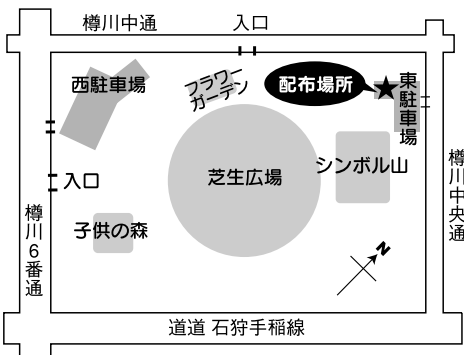 樽川中通
入口
西駐車場
フラワー
ガーデン
配布場所
★
東駐車場
芝生広場
シンボル山
入口
子供の森
樽川6番通
樽川中央通
N
道道 石狩手稲線